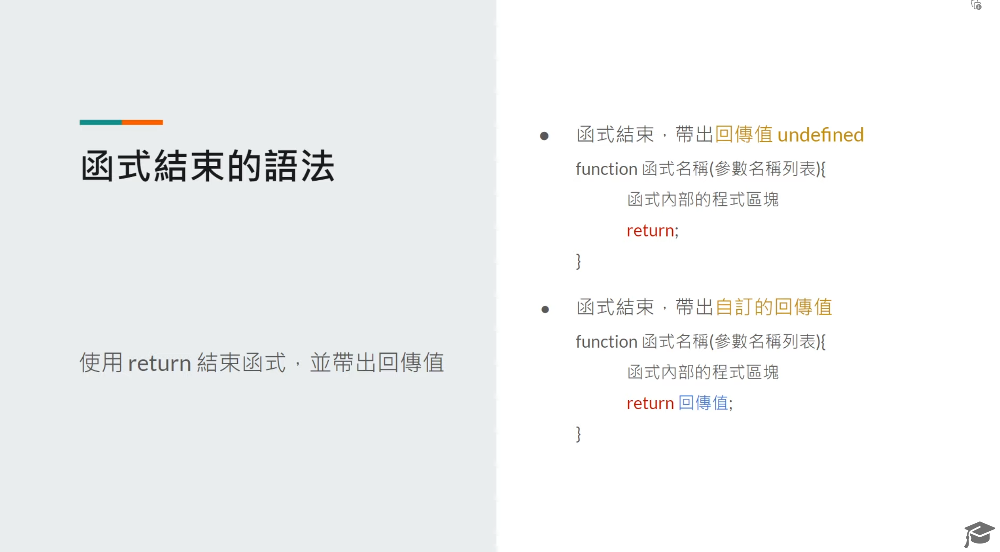 函式結束的語法
使用 return 結束函式，並帶出回傳值
● 函式結束，帶出回傳值 undefined
function 函式名稱(參數名稱列表){
函式內部的程式區塊
return;
}
● 函式結束，帶出自訂的回傳值
function 函式名稱(參數名稱列表){
函式內部的程式區塊
return 回傳值;
}